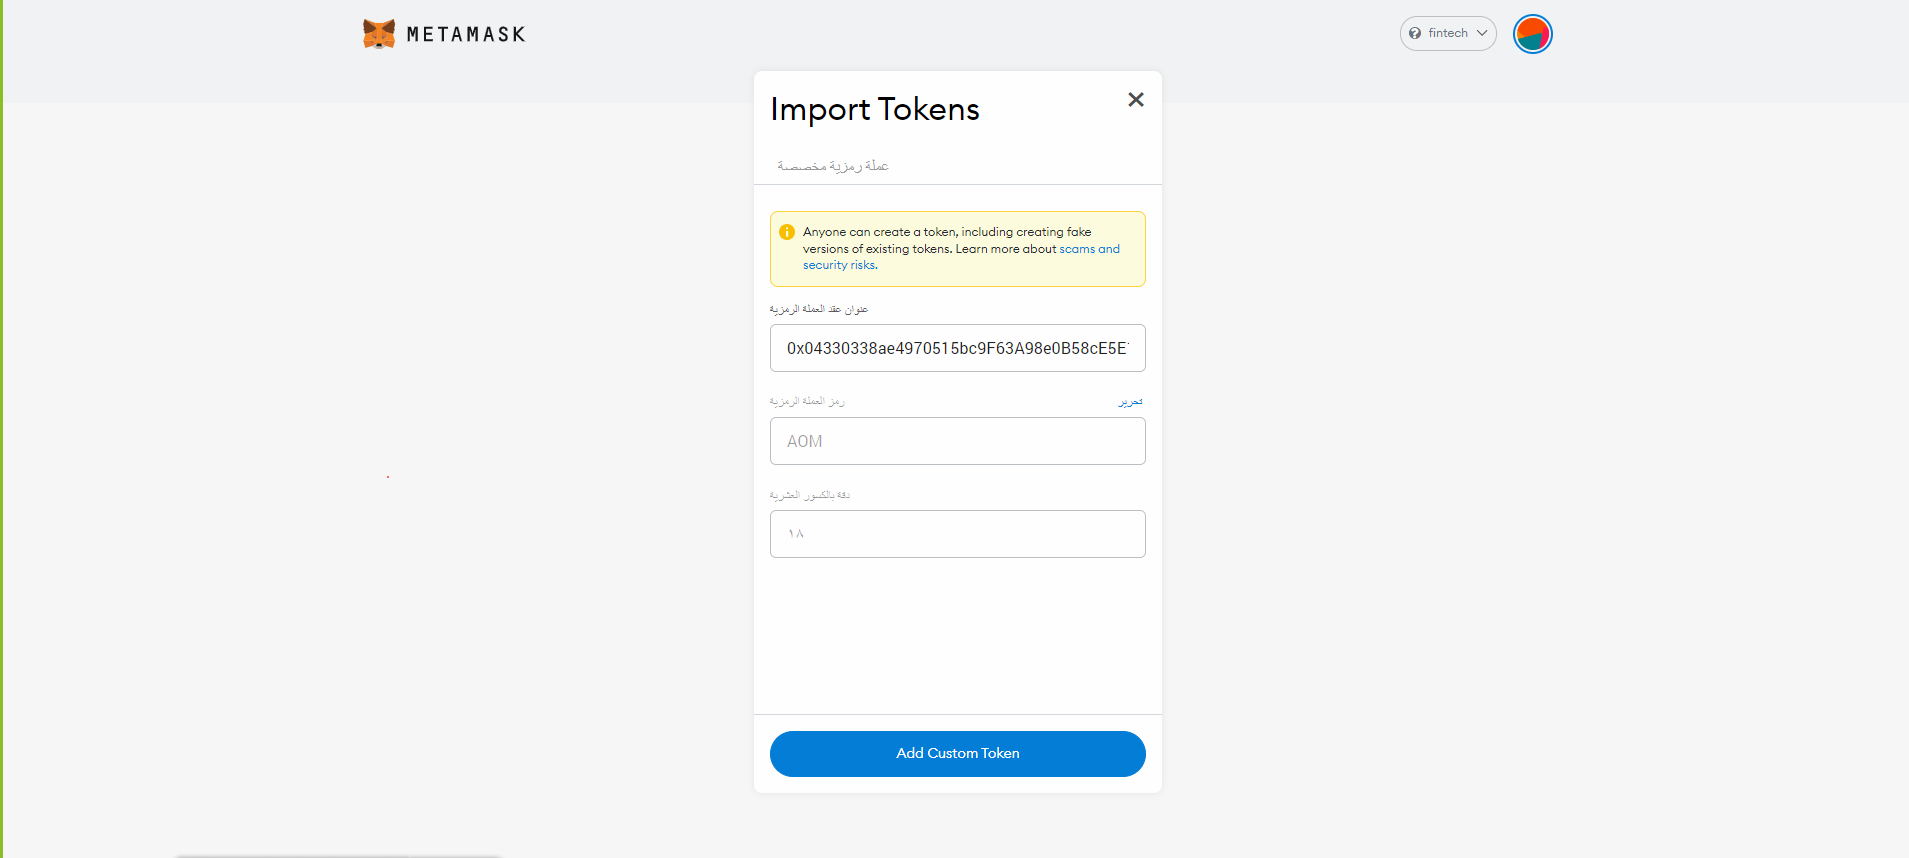 METAMASK
fintech
Import Tokens
عملة رمزية مخصصة
Anyone can create a token, including creating fake
versions of existing tokens. Learn more about scams and
security risks.
عنوان عقد العملة الرمزية
0x04330338ae4970515bc9F63A98e0B58cE5E
رمز العملة الرمزية
تحرير
AOM
دقة بالكسور العشرية
١٨
Add Custom Token